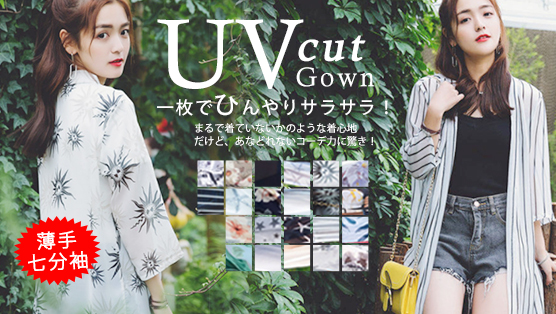 UVcut
Gown
一枚でひんやりサラサラ！
まるで着ていないかのような着心地
だけど、あなどれないコーデ力に驚き！
薄手
七分袖